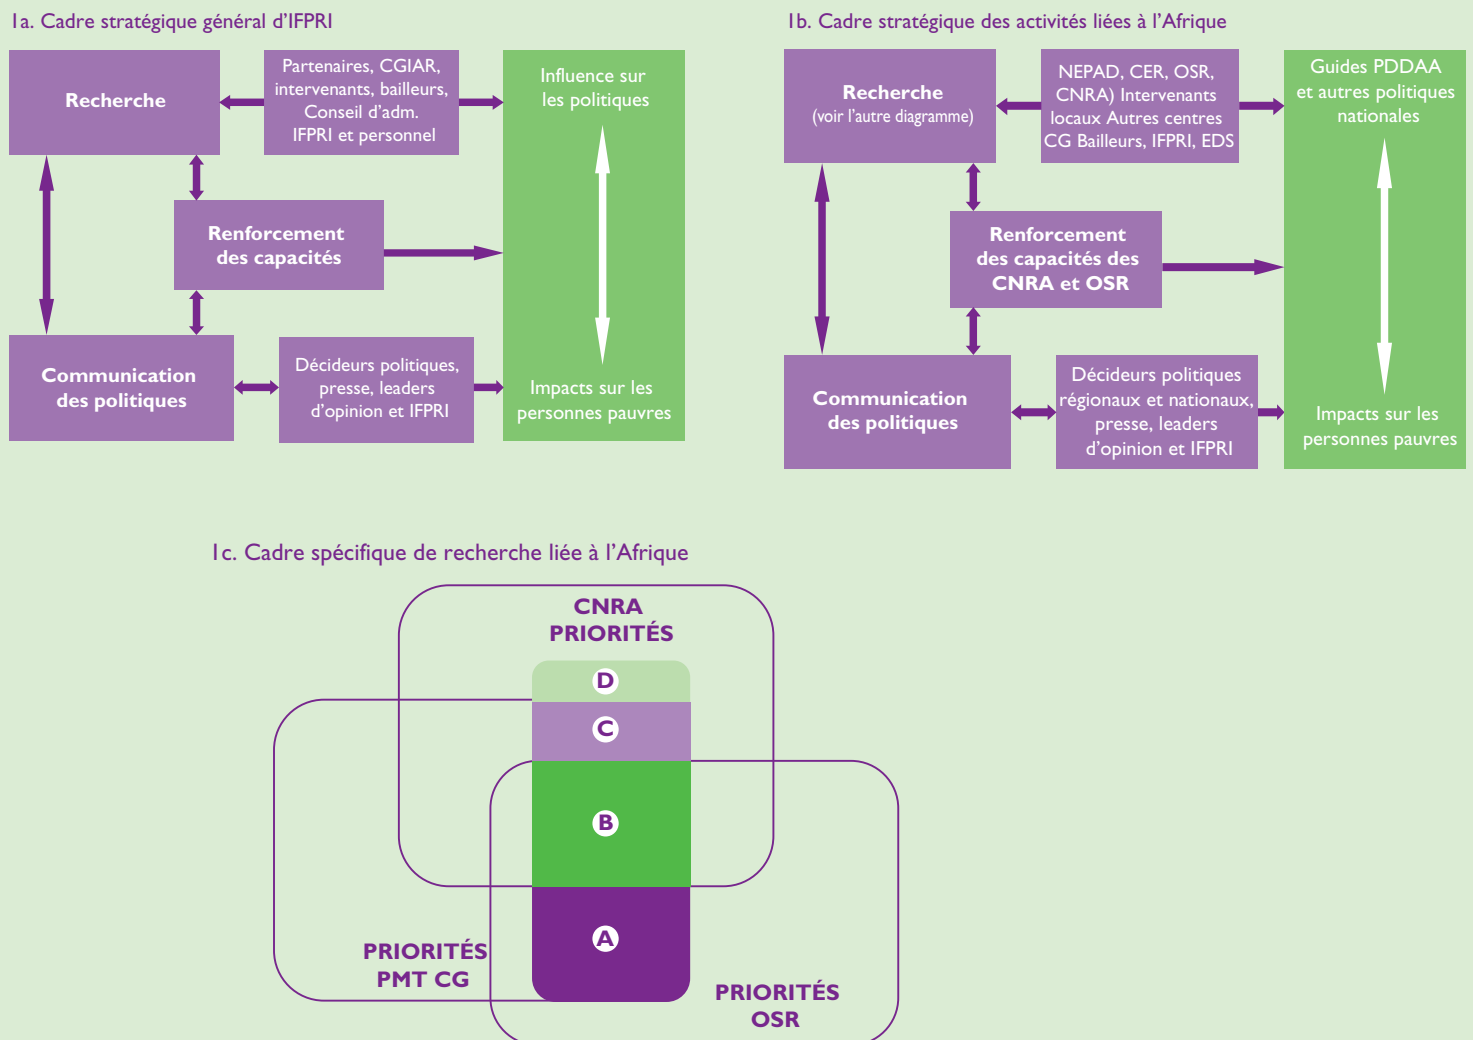 1a. Cadre stratégique général d’IFPRI
Recherche
Partenaires, CGIAR,
intervenants, bailleurs,
Conseil d’adm.
IFPRI et personnel
Influence sur
les politiques
Renforcement
des capacités
Communication
des politiques
Décideurs politiques,
presse, leaders
d’opinion et IFPRI
Impacts sur les
personnes pauvres
1b. Cadre stratégique des activités liées à l’Afrique
Recherche
(voir l’autre diagramme)
NEPAD, CER, OSR,
CNRA) Intervenants
locaux Autres centres
CG Bailleurs, IFPRI, EDS
Guides PDDAA
et autres politiques
nationales
Renforcement
des capacités des
CNRA et OSR
Communication
des politiques
Décideurs politiques
régionaux et nationaux,
presse, leaders
d’opinion et IFPRI
Impacts sur les
personnes pauvres
1c. Cadre spécifique de recherche liée à l’Afrique
CNRA
PRIORITÉS
D
C
B
A
PRIORITÉS
PMT CG
PRIORITÉS
OSR